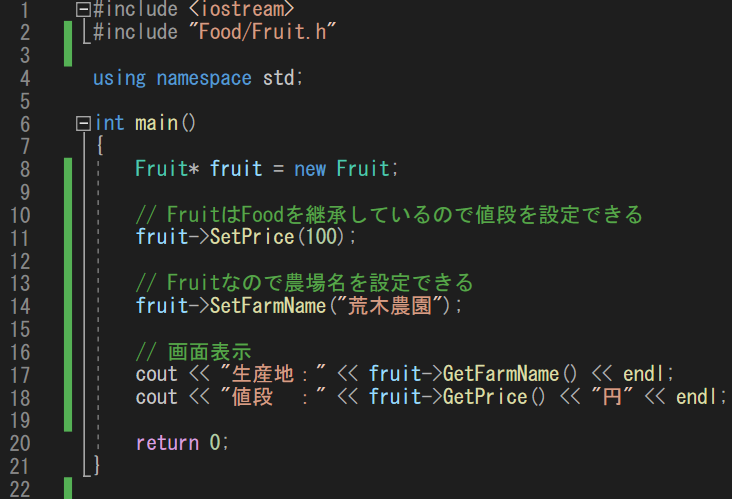 1 #include <iostream>
2 #include "Food/Fruit.h"
3
4 using namespace std;
5
6 int main()
7 {
8 Fruit* fruit = new Fruit;
9
10 // FruitはFoodを継承しているので値段を設定できる
11 fruit->SetPrice(100);
12
13 // Fruitなので農場名を設定できる
14 fruit->SetFarmName("荒木農園");
15
16 // 画面表示
17 cout << "生産地：" << fruit->GetFarmName() << endl;
18 cout << "値段　：" << fruit->GetPrice() << "円" << endl;
19
20 return 0;
21 }
22